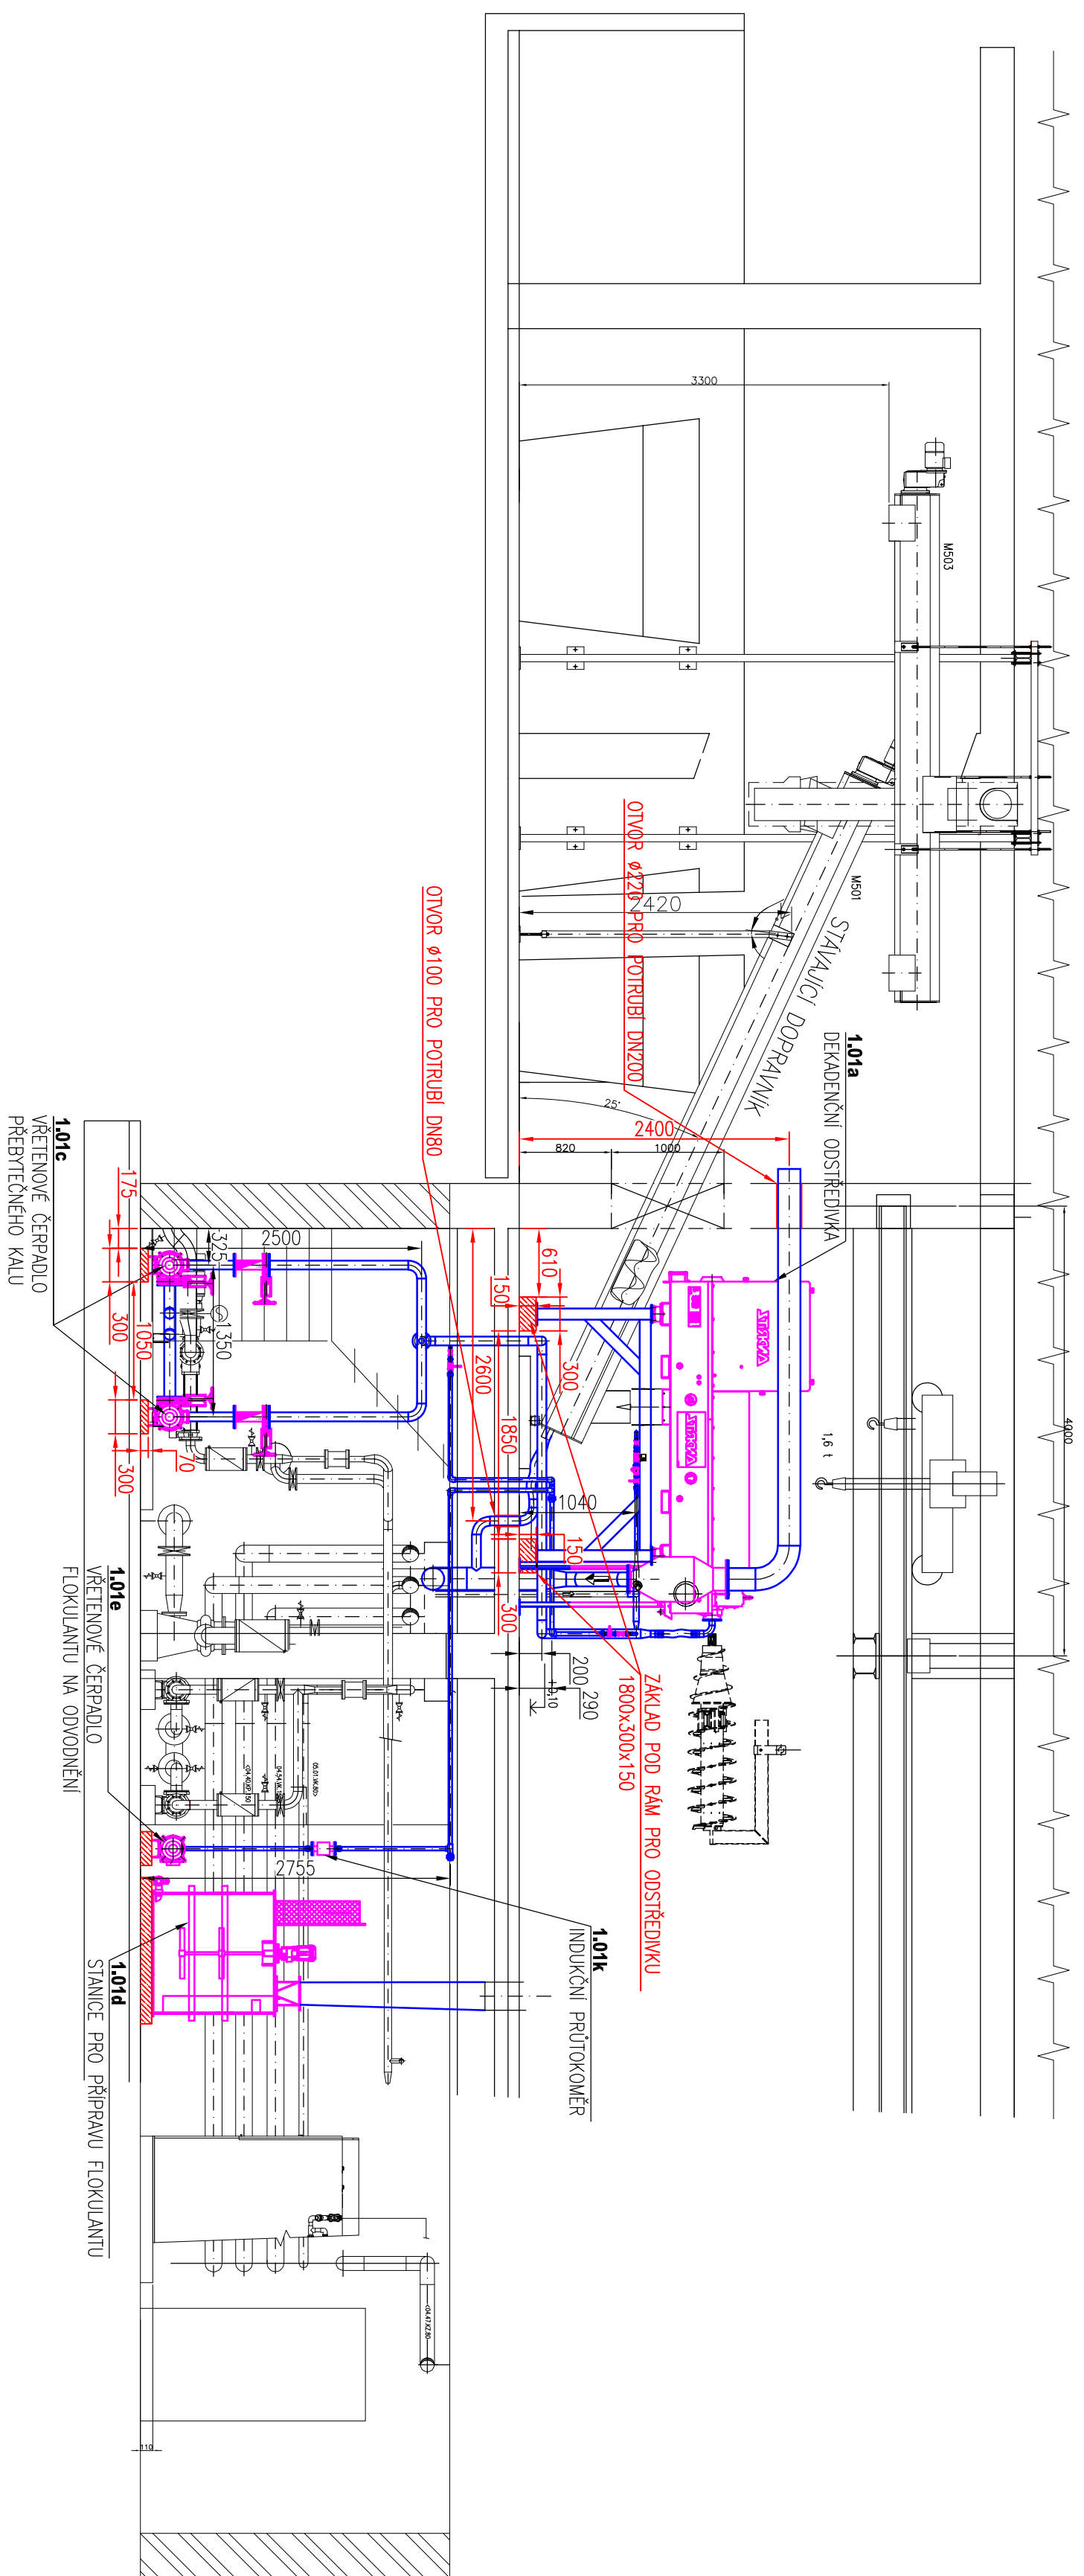 4000
3300
M503
1,6 t
M501
STÁVAJÍCÍ DOPRAVNÍK
OTVOR Ø220 PRO POTRUBÍ DN200
2420
OTVOR Ø100 PRO POTRUBÍ DN80
1.01a
DEKADENČNÍ ODSTŘEDIVKA
25°
2400
820
1000
610
150
300
2600
1850
1040
150
300
200
290
ZÁKLAD POD RÁM PRO ODSTŘEDIVKU
1800x300x150
1.01c
VŘETENOVÉ ČERPADLO
PŘEBYTEČNÉHO KALU
175
325
2500
300
1050
1350
S
70
300
1.01e
VŘETENOVÉ ČERPADLO
FLOKULANTU NA ODVODNĚNÍ
2755
1.01k
INDUKČNÍ PRŮTOKOMĚR
1.01d
STANICE PRO PŘÍPRAVU FLOKULANTU
110